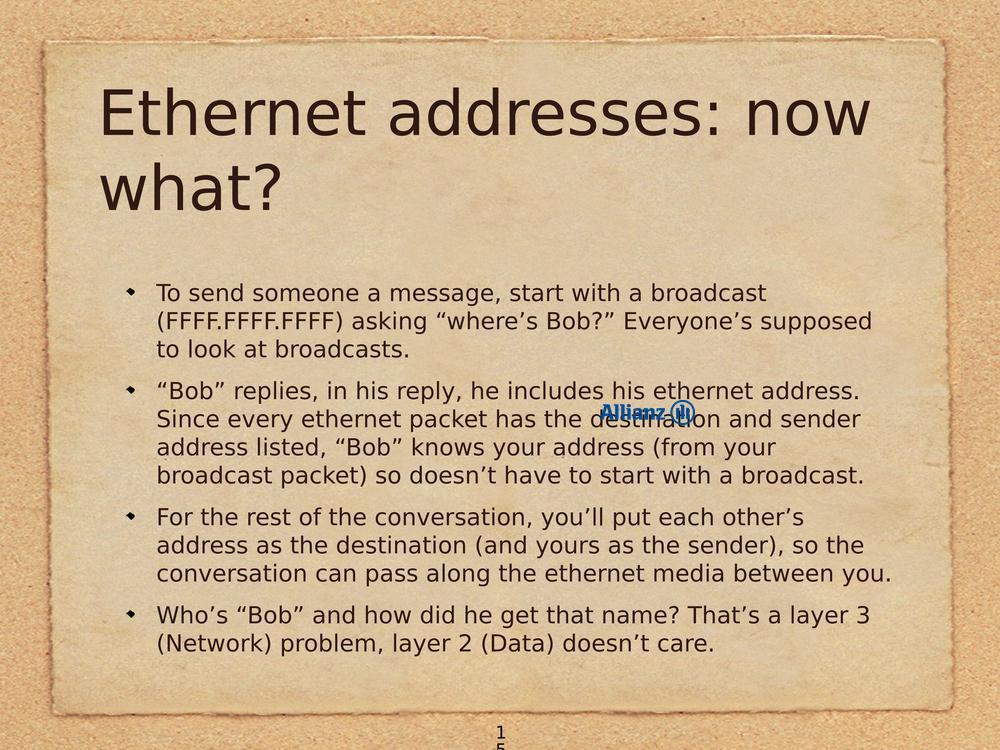 Ethernet addresses: now
what?
To send someone a message, start with a broadcast
(FFFF.FFFF.FFFF) asking “where’s Bob?” Everyone’s supposed
to look at broadcasts.
“Bob” replies, in his reply, he includes his ethernet address.
Allianz
Since every ethernet packet has the destination and sender
address listed, “Bob” knows your address (from your
broadcast packet) so doesn’t have to start with a broadcast.
For the rest of the conversation, you’ll put each other’s
address as the destination (and yours as the sender), so the
conversation can pass along the ethernet media between you.
Who’s “Bob” and how did he get that name? That’s a layer 3
(Network) problem, layer 2 (Data) doesn’t care.
1
5